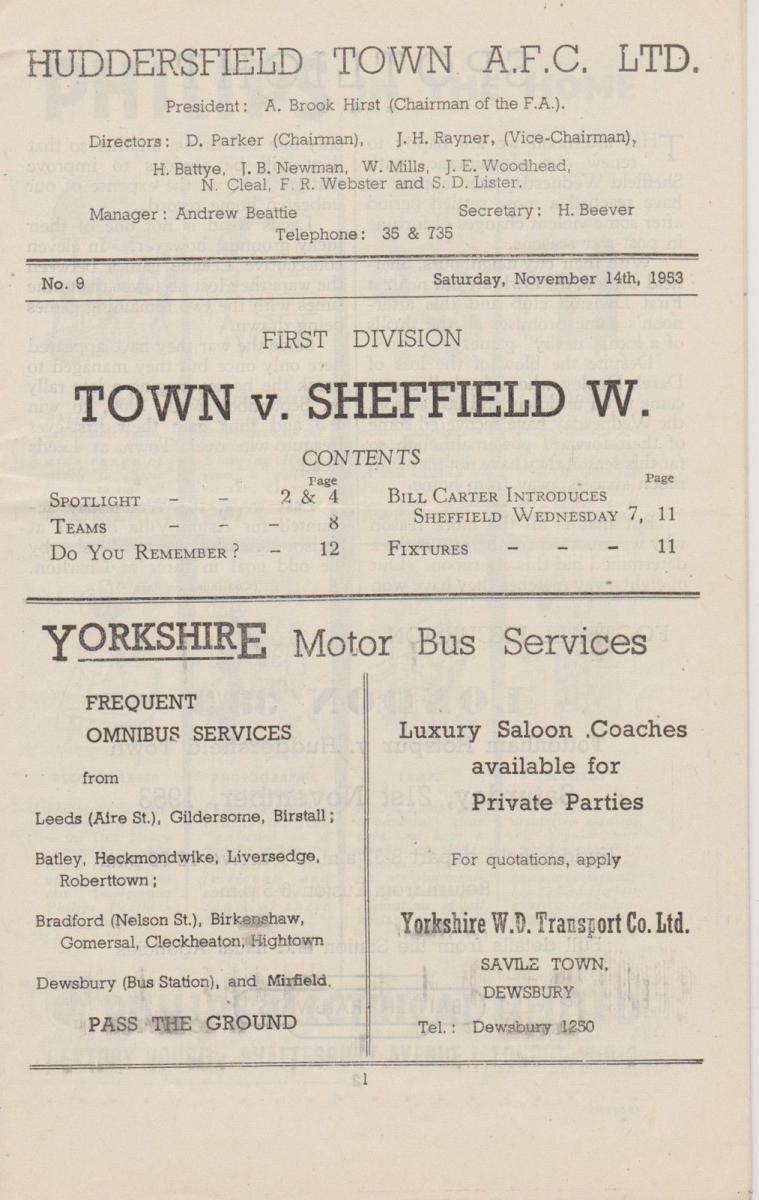 HUDDERSFIELD TOWN A.F.C. LTD.
President: A. Brook Hirst (Chairman of the F.A.).
Directors: D. Parker (Chairman), J. H. Rayner, (Vice-Chairman),
H. Battye, J. B. Newman, W. Mills, J. E. Woodhead,
N. Cleal, F. R. Webster and S. D. Lister.
Manager: Andrew Beattie Secretary: H. Beever
Telephone: 35 & 735
No. 9 Saturday, November 14th, 1953
FIRST DIVISION
TOWN v. SHEFFIELD W.
CONTENTS
Page
SPOTLIGHT - - 2 & 4
TEAMS - - - 8
DO YOU REMEMBER? - 12
Page
BILL CARTER INTRODUCES
SHEFFIELD WEDNESDAY 7, 11
FIXTURES - - - 11
YORKSHIRE Motor Bus Services
FREQUENT
OMNIBUS SERVICES
from
Leeds (Aire St.), Gildersome, Birstall;
Batley, Heckmondwike, Liversedge,
Roberttown;
Bradford (Nelson St.), Birkenshaw,
Gomersal, Cleckheaton, Hightown
Dewsbury (Bus Station), and Mirfield.
PASS THE GROUND
Luxury Saloon .Coaches
available for
Private Parties
For quotations, apply
Yorkshire W.D. Transport Co. Ltd.
SAVILE TOWN,
DEWSBURY
Tel.: Dewsbury 1250
1